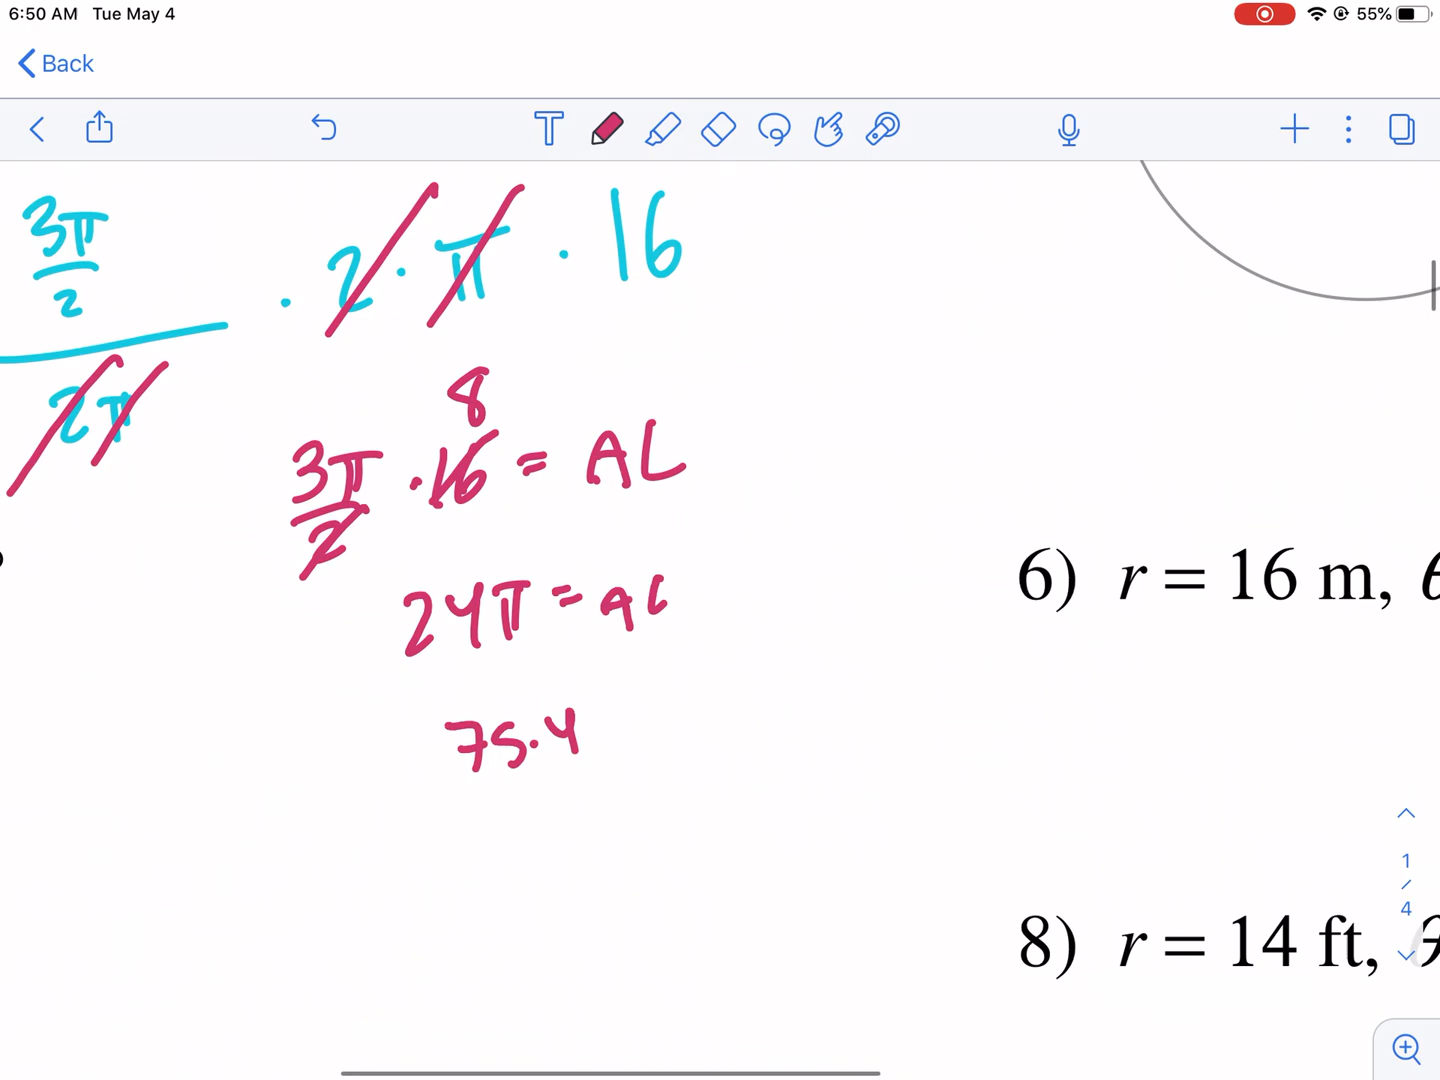 6:50 AM Tue May 4
55%
Back
T
3π/2 / 2π · 2 · π · 16
8
3π/2 · 16 = AL
24π = AL
75.4
6) r = 16 m,
8) r = 14 ft,
1
/
4